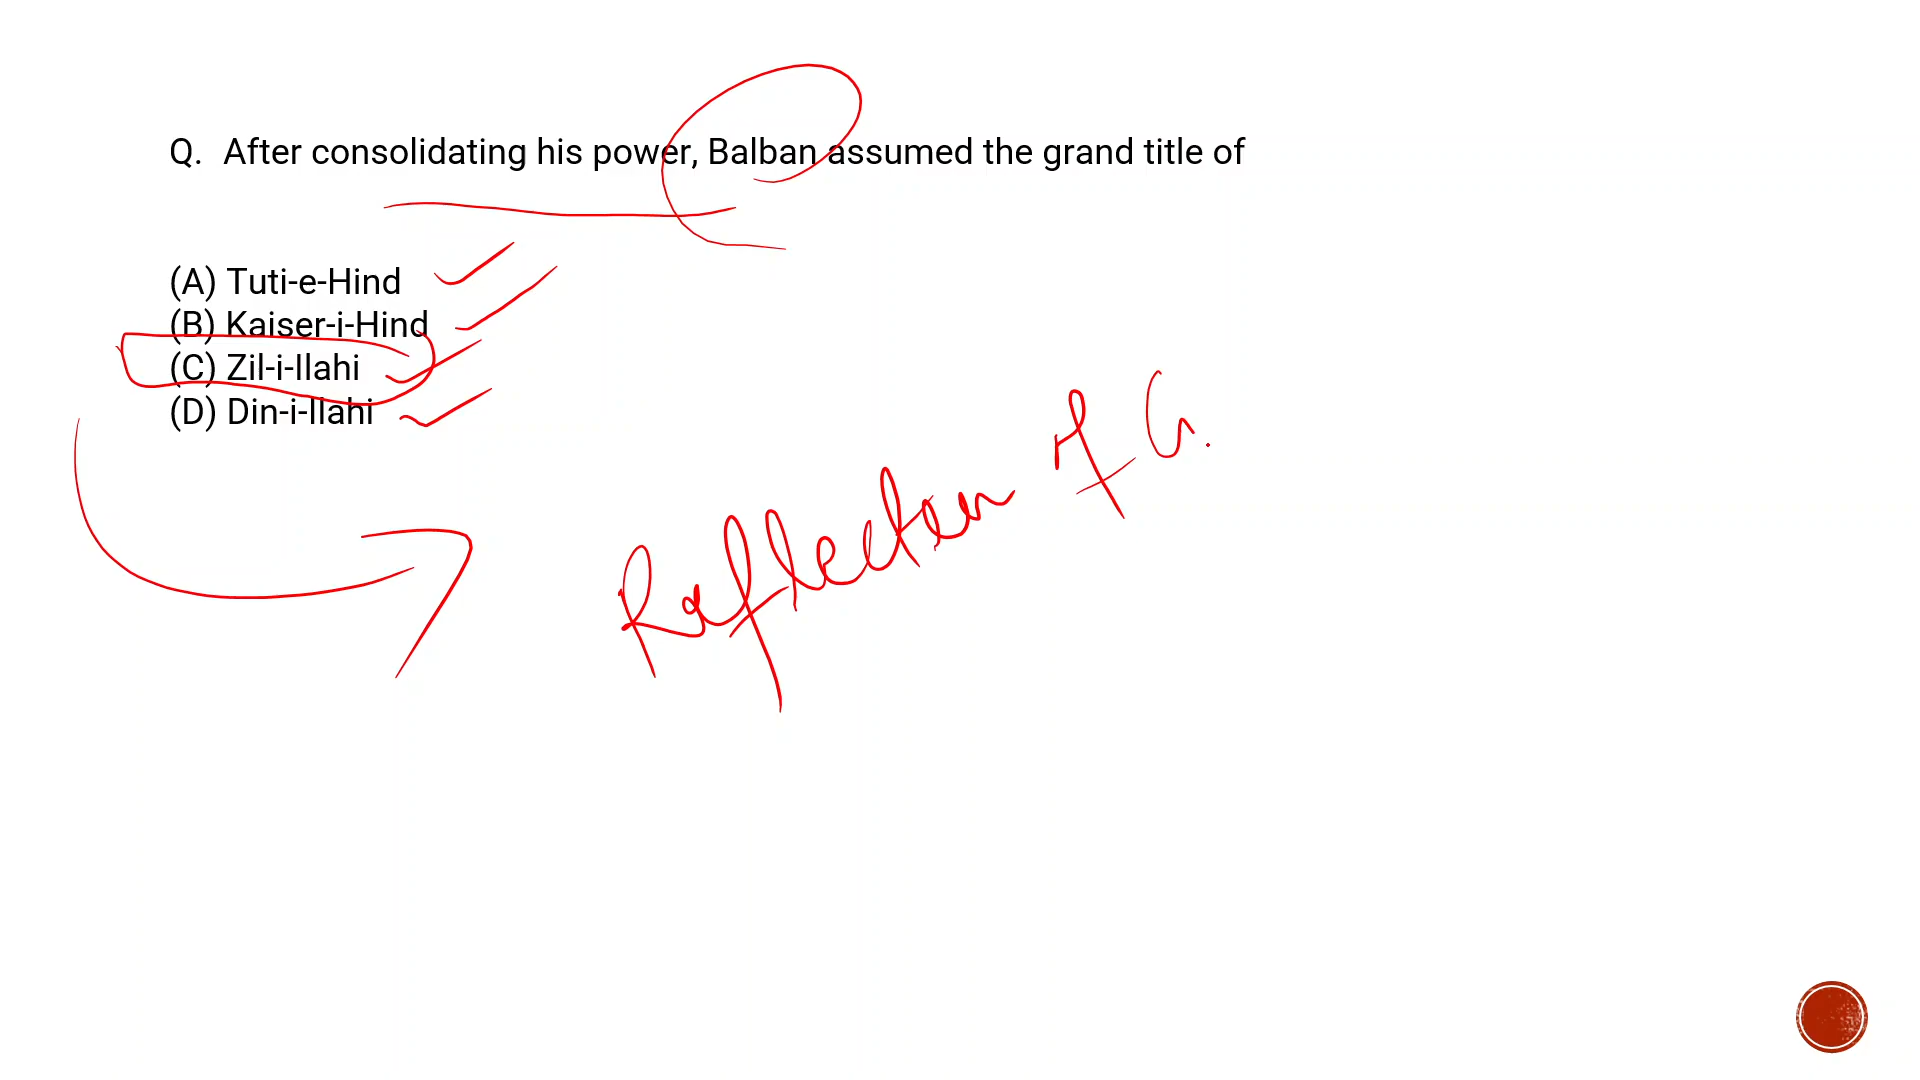 Q. After consolidating his power, Balban assumed the grand title of
(A) Tuti-e-Hind
(B) Kaiser-i-Hind
(C) Zil-i-Ilahi
(D) Din-i-Ilahi
Reflection of G.